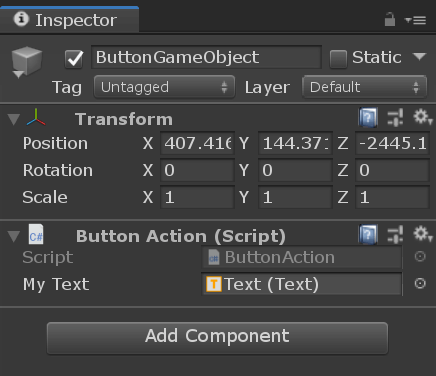 Inspector
ButtonGameObject Static
Tag Untagged Layer Default
Transform
Position X 407.416 Y 144.371 Z -2445.1
Rotation X 0 Y 0 Z 0
Scale X 1 Y 1 Z 1
C# Button Action (Script)
Script C# ButtonAction
My Text T Text (Text)
Add Component